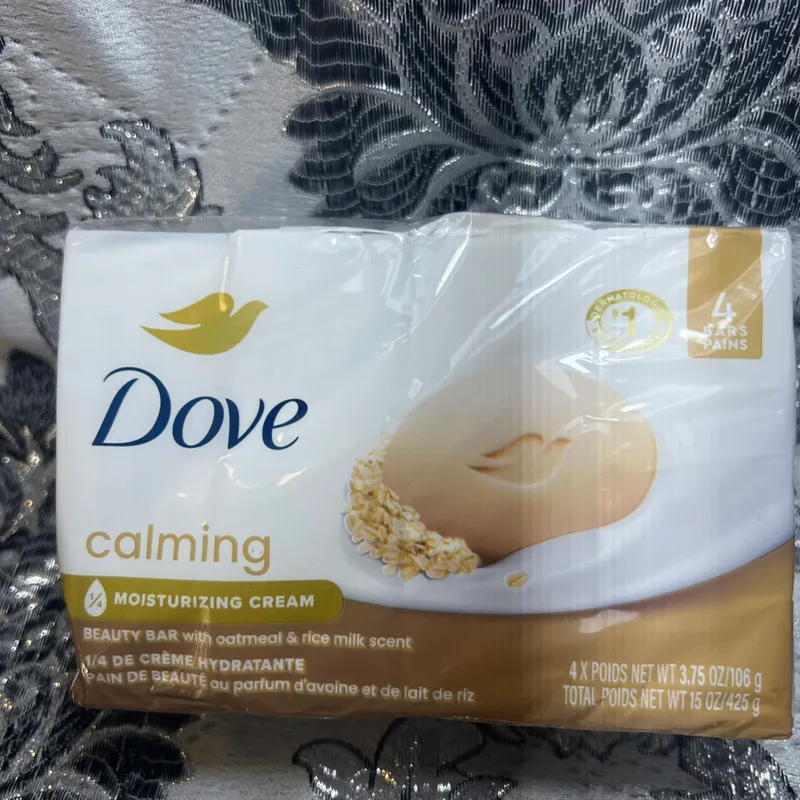 Dove
calming
1/4 MOISTURIZING CREAM
BEAUTY BAR with oatmeal & rice milk scent
1/4 DE CRÈME HYDRATANTE
PAIN DE BEAUTÉ au parfum d'avoine et de lait de riz
#1
4
BARS
PAINS
4 X POIDS NET WT 3.75 OZ/106 g
TOTAL POIDS NET WT 15 OZ/425 g